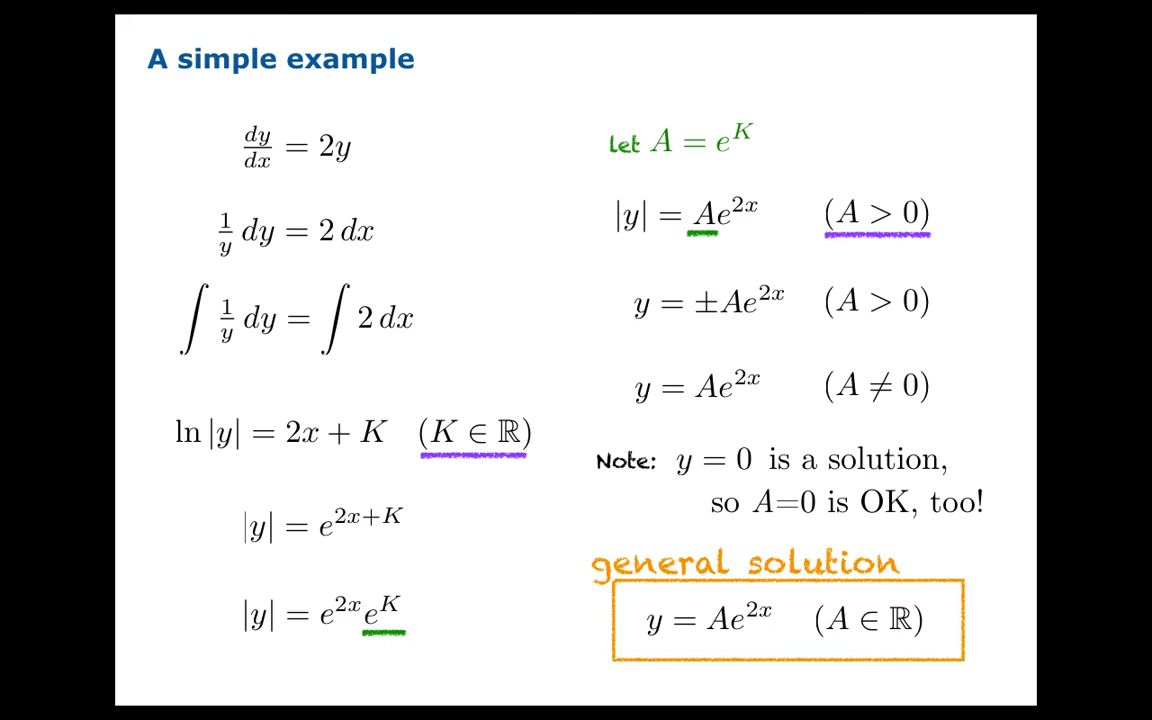 A simple example
dy/dx = 2y
1/y dy = 2 dx
∫ 1/y dy = ∫ 2 dx
ln|y| = 2x + K (K ∈ ℝ)
|y| = e^{2x+K}
|y| = e^{2x}e^{K}
Let A = e^{K}
|y| = Ae^{2x} (A > 0)
y = ±Ae^{2x} (A > 0)
y = Ae^{2x} (A ≠ 0)
Note: y = 0 is a solution,
so A=0 is OK, too!
general solution
y = Ae^{2x} (A ∈ ℝ)